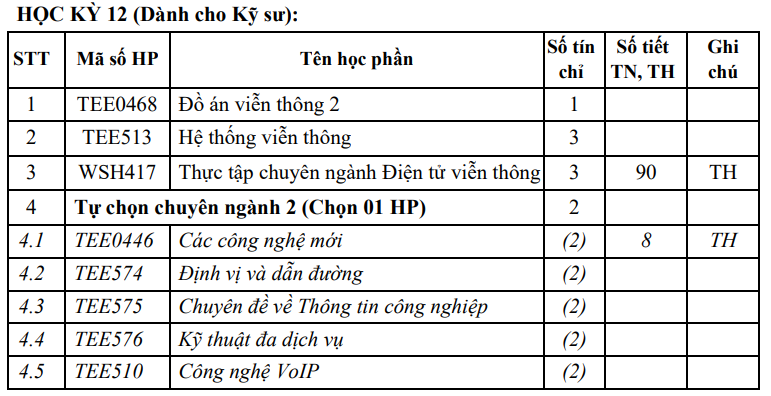 HỌC KỲ 12 (Dành cho Kỹ sư):
STT Mã số HP Tên học phần Số tín chỉ Số tiết TN, TH Ghi chú
1 TEE0468 Đồ án viễn thông 2 1
2 TEE513 Hệ thống viễn thông 3
3 WSH417 Thực tập chuyên ngành Điện tử viễn thông 3 90 TH
4 Tự chọn chuyên ngành 2 (Chọn 01 HP) 2
4.1 TEE0446 Các công nghệ mới (2) 8 TH
4.2 TEE574 Định vị và dẫn đường (2)
4.3 TEE575 Chuyên đề về Thông tin công nghiệp (2)
4.4 TEE576 Kỹ thuật đa dịch vụ (2)
4.5 TEE510 Công nghệ VoIP (2)